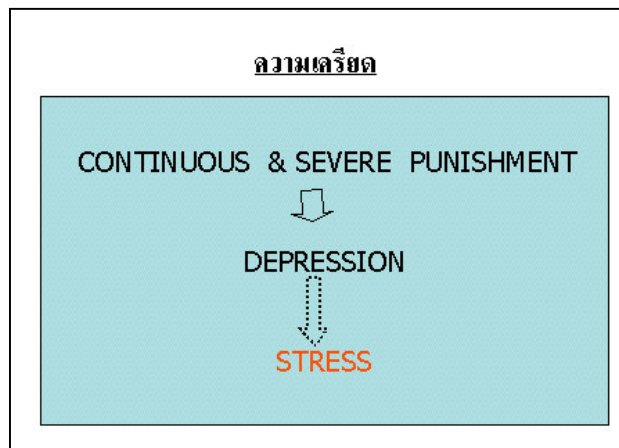 ความเครียด
CONTINUOUS & SEVERE PUNISHMENT
DEPRESSION
STRESS